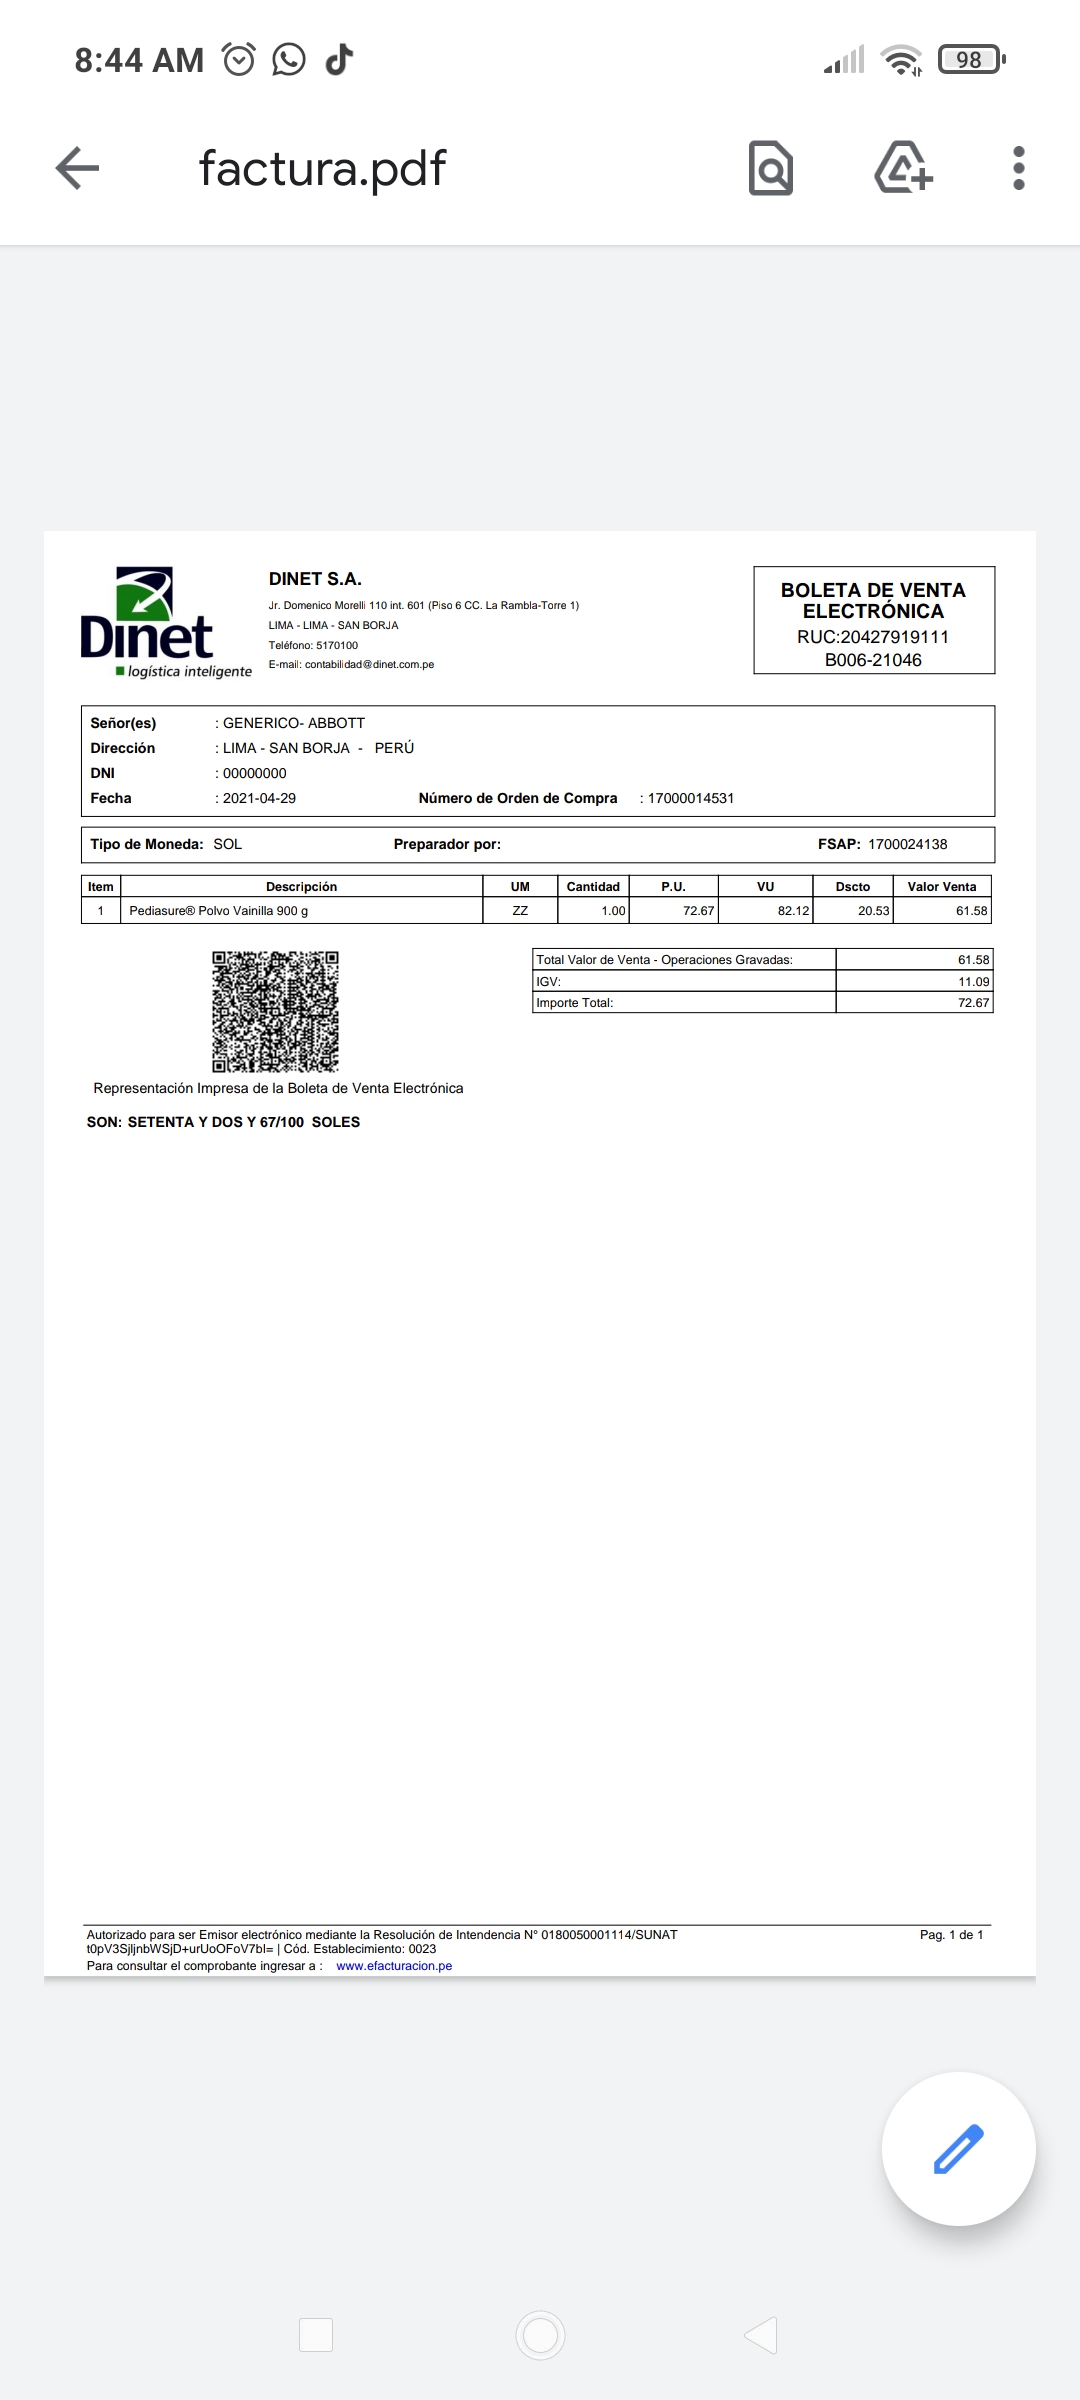 8:44 AM
98
factura.pdf
Dinet
logística inteligente
DINET S.A.
Jr. Domenico Morelli 110 int. 601 (Piso 6 CC. La Rambla-Torre 1)
LIMA - LIMA - SAN BORJA
Teléfono: 5170100
E-mail: contabilidad@dinet.com.pe
BOLETA DE VENTA
ELECTRÓNICA
RUC:20427919111
B006-21046
Señor(es) : GENERICO- ABBOTT
Dirección : LIMA - SAN BORJA - PERÚ
DNI : 00000000
Fecha : 2021-04-29 Número de Orden de Compra : 17000014531
Tipo de Moneda: SOL Preparador por: FSAP: 1700024138
Item Descripción UM Cantidad P.U. VU Dscto Valor Venta
1 Pediasure® Polvo Vainilla 900 g ZZ 1.00 72.67 82.12 20.53 61.58
Total Valor de Venta - Operaciones Gravadas: 61.58
IGV: 11.09
Importe Total: 72.67
Representación Impresa de la Boleta de Venta Electrónica
SON: SETENTA Y DOS Y 67/100 SOLES
Autorizado para ser Emisor electrónico mediante la Resolución de Intendencia N° 0180050001114/SUNAT Pag. 1 de 1
t0pV3SjljnbWSjD+urUoOFoV7bI= | Cód. Establecimiento: 0023
Para consultar el comprobante ingresar a : www.efacturacion.pe